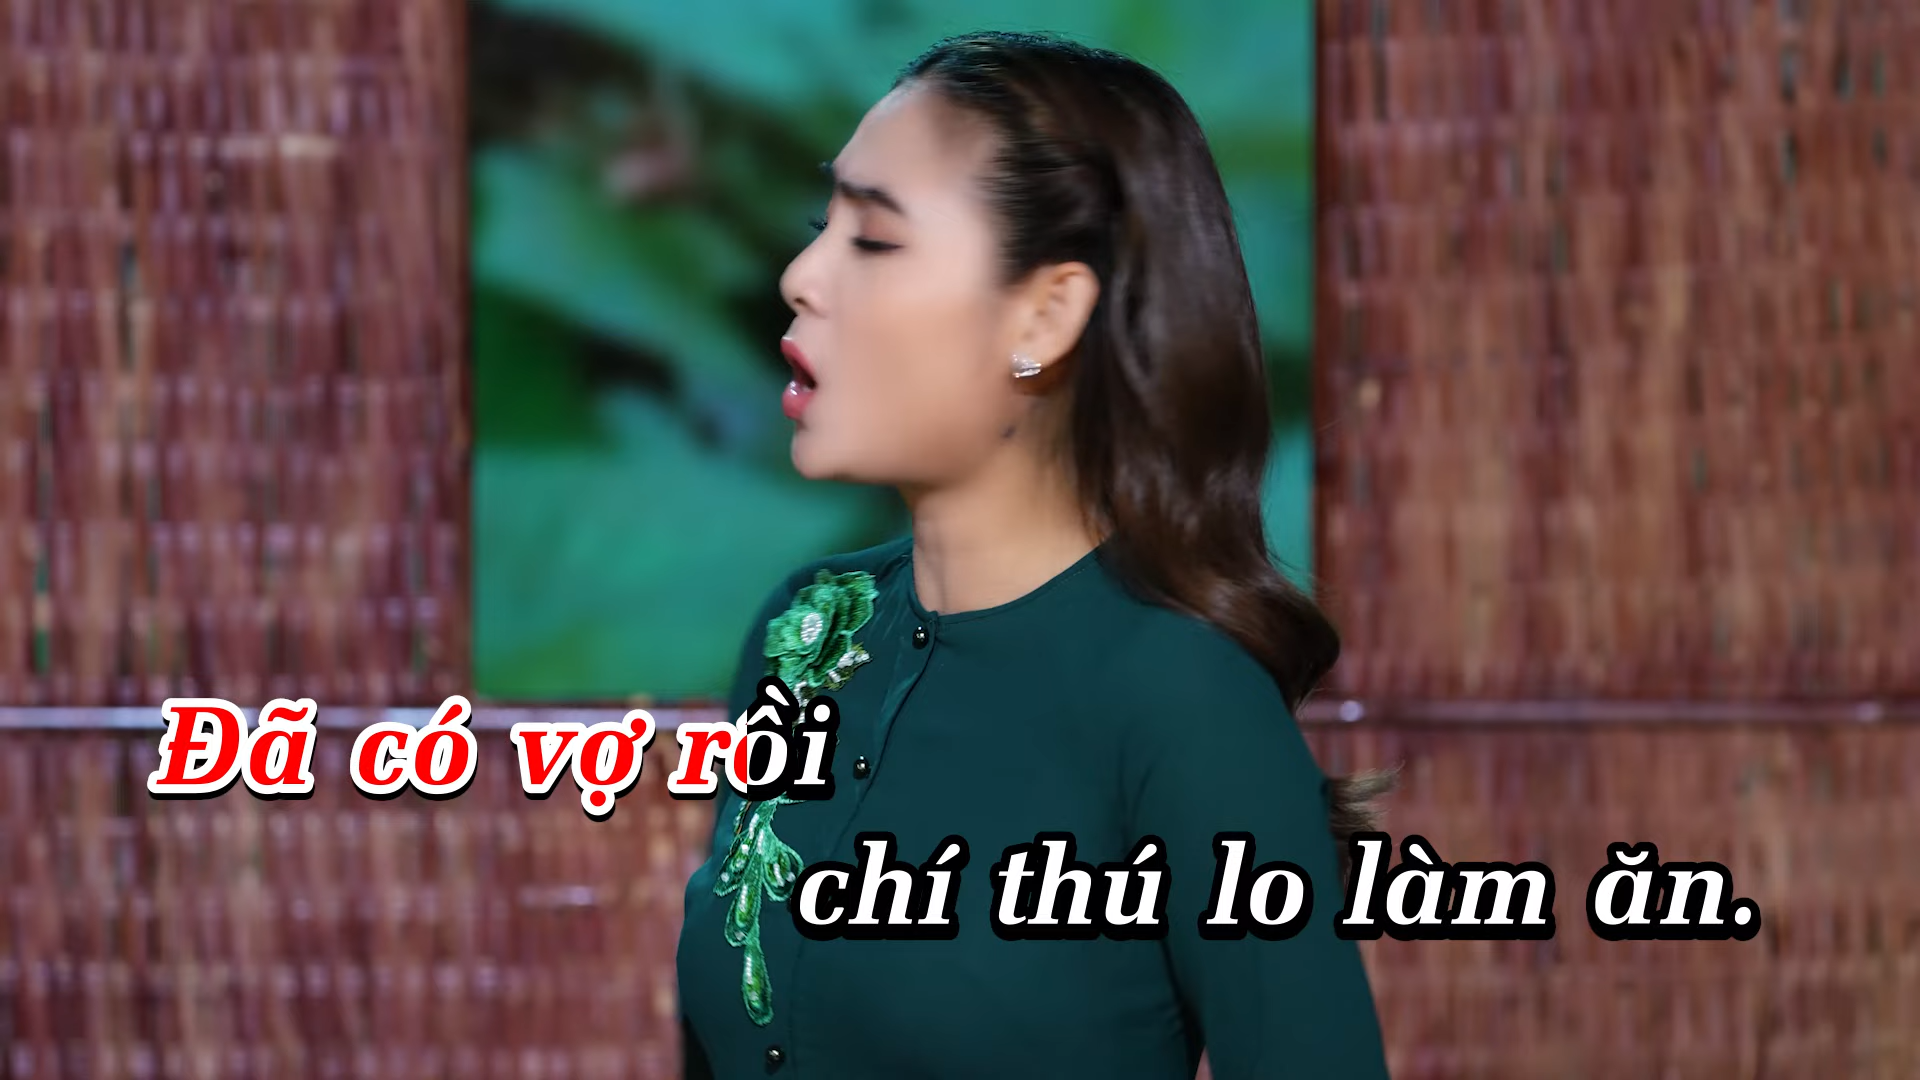 Đã có vợ rồi
chí thú lo làm ăn.